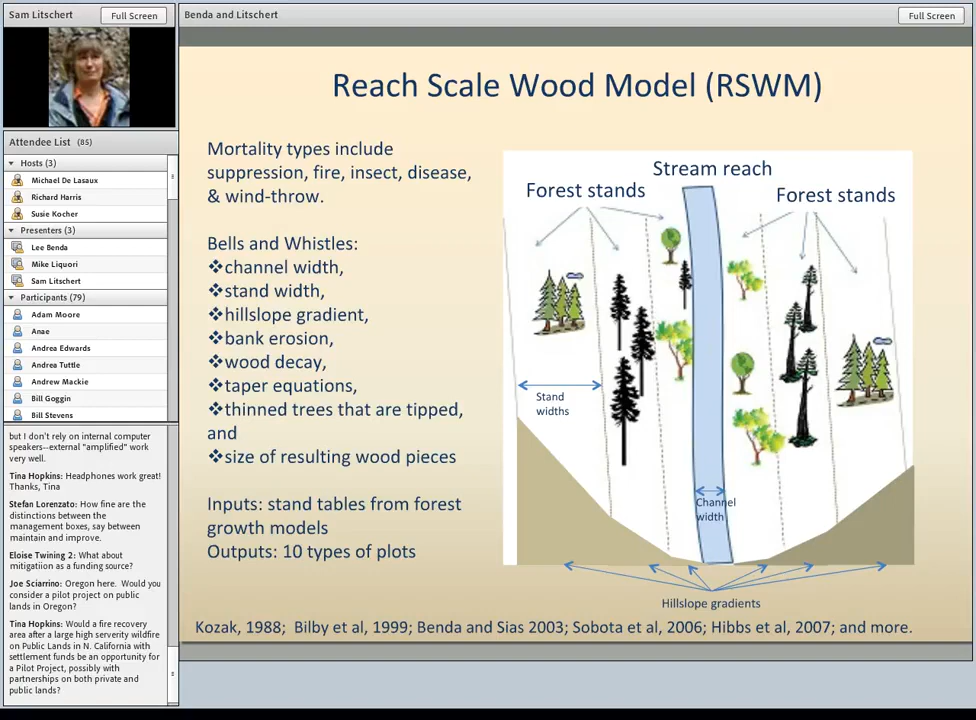 Sam Litschert
Full Screen
Benda and Litschert
Full Screen
Attendee List (85)
Hosts (3)
Michael De Lasaux
Richard Harris
Susie Kocher
Presenters (3)
Lee Benda
Mike Liquori
Sam Litschert
Participants (79)
Adam Moore
Anae
Andrea Edwards
Andrea Tuttle
Andrew Mackie
Bill Goggin
Bill Stevens
but I don't rely on internal computer
speakers--external "amplified" work
very well.
Tina Hopkins: Headphones work great!
Thanks, Tina
Stefan Lorenzato: How fine are the
distinctions between the
management boxes, say between
maintain and improve.
Eloise Twining 2: What about
mitigatiion as a funding source?
Joe Sciarrino: Oregon here. Would you
consider a pilot project on public
lands in Oregon?
Tina Hopkins: Would a fire recovery
area after a large high serverity wildfire
on Public Lands in N. California with
settlement funds be an opportunity for
a Pilot Project, possibly with
partnerships on both private and
public lands?
Reach Scale Wood Model (RSWM)
Mortality types include
suppression, fire, insect, disease,
& wind-throw.
Bells and Whistles:
❖channel width,
❖stand width,
❖hillslope gradient,
❖bank erosion,
❖wood decay,
❖taper equations,
❖thinned trees that are tipped,
and
❖size of resulting wood pieces
Inputs: stand tables from forest
growth models
Outputs: 10 types of plots
Stream reach
Forest stands
Forest stands
Stand
widths
Channel
width
Hillslope gradients
Kozak, 1988; Bilby et al, 1999; Benda and Sias 2003; Sobota et al, 2006; Hibbs et al, 2007; and more.